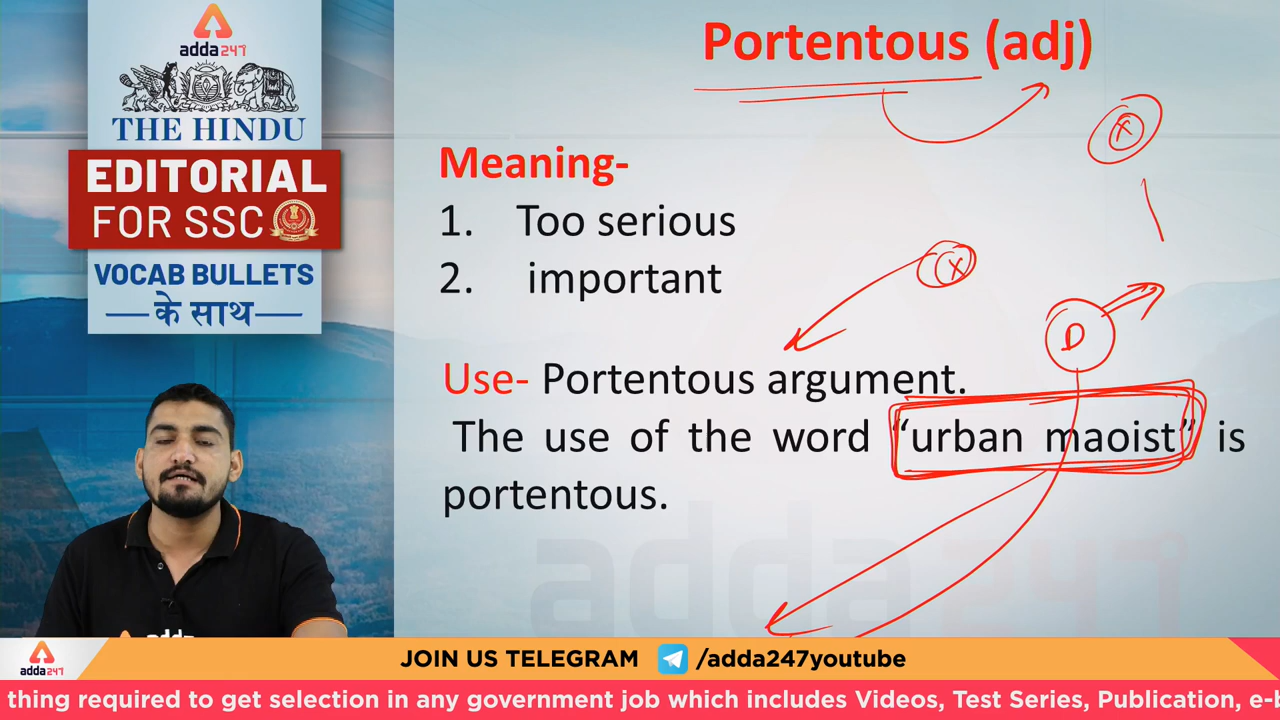 adda247
THE HINDU
EDITORIAL
FOR SSC
VOCAB BULLETS
के साथ
Portentous (adj)
Meaning-
1. Too serious
2. important
Use- Portentous argument.
The use of the word “urban maoist” is
portentous.
X
X
D
adda247
adda247
adda247
JOIN US TELEGRAM /adda247youtube
thing required to get selection in any government job which includes Videos, Test Series, Publication, e-b